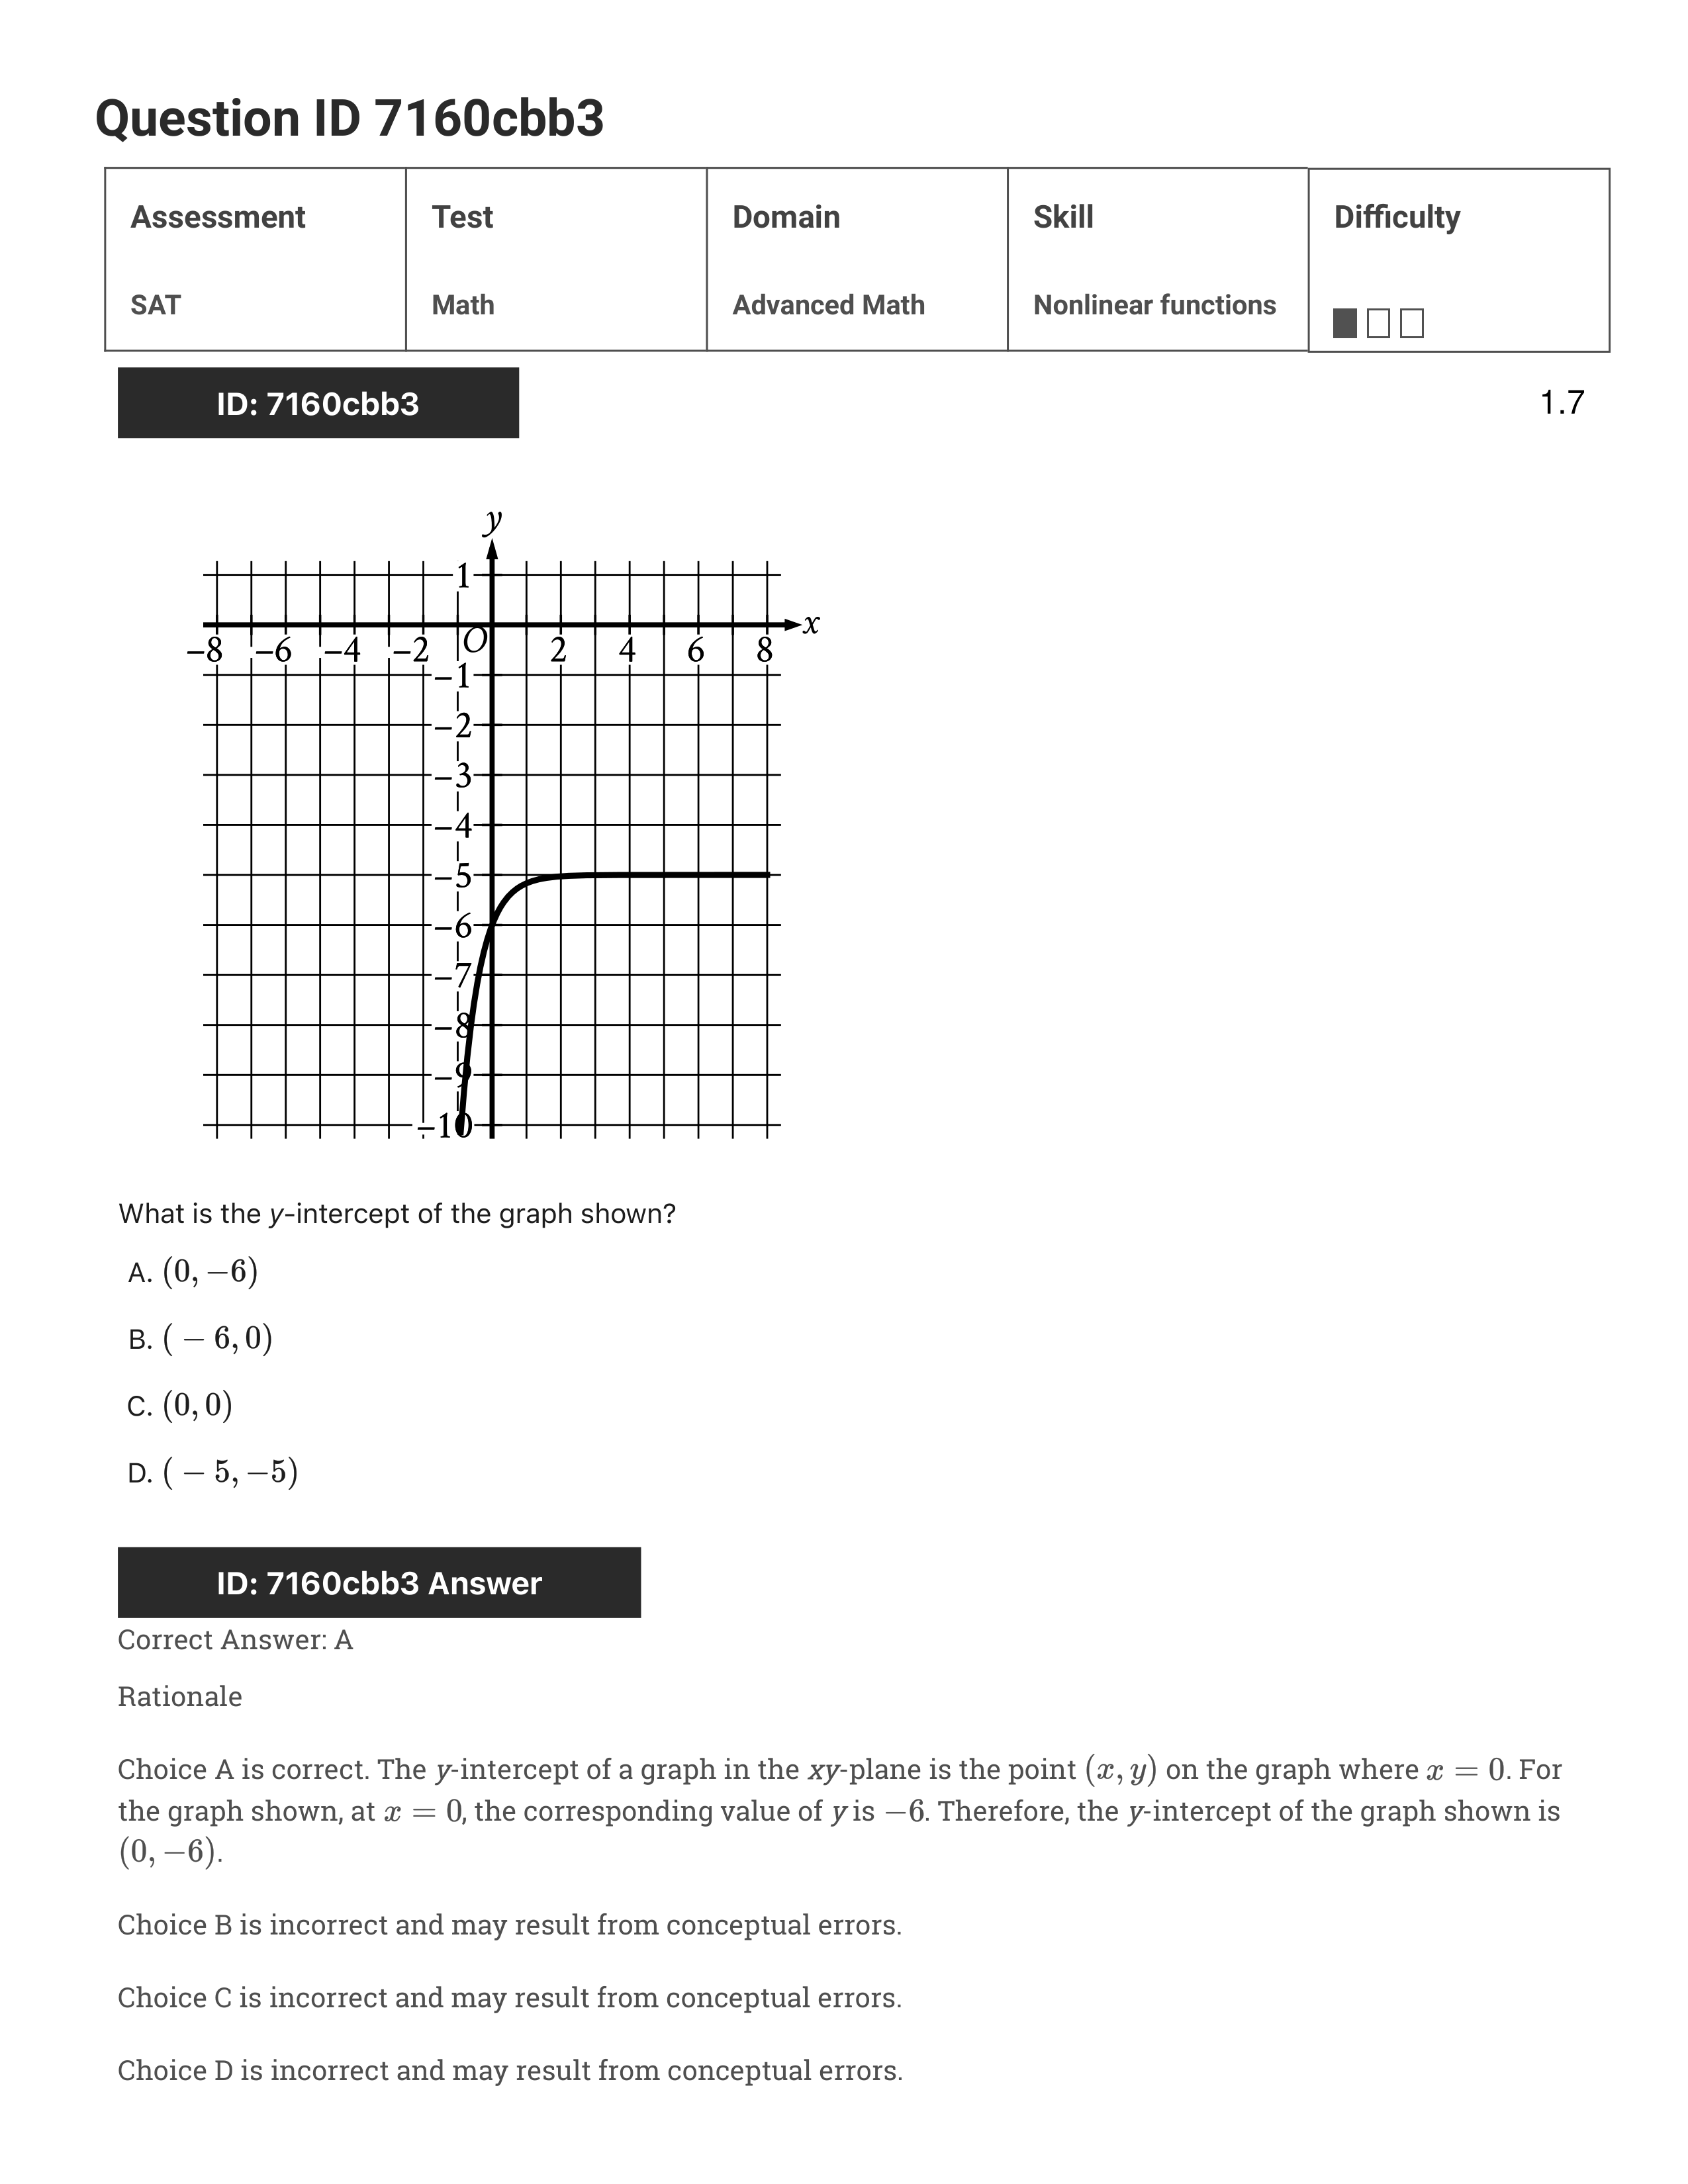 Question ID 7160cbb3
Assessment Test Domain Skill Difficulty
SAT Math Advanced Math Nonlinear functions
ID: 7160cbb3 1.7
y
1
x
−8 −6 −4 −2 O 2 4 6 8
−1
−2
−3
−4
−5
−6
−7
−8
−9
−10
What is the y-intercept of the graph shown?
A. (0, −6)
B. ( − 6, 0)
C. (0, 0)
D. ( − 5, −5)
ID: 7160cbb3 Answer
Correct Answer: A
Rationale
Choice A is correct. The y-intercept of a graph in the xy-plane is the point (x, y) on the graph where x = 0. For
the graph shown, at x = 0, the corresponding value of y is −6. Therefore, the y-intercept of the graph shown is
(0, −6).
Choice B is incorrect and may result from conceptual errors.
Choice C is incorrect and may result from conceptual errors.
Choice D is incorrect and may result from conceptual errors.